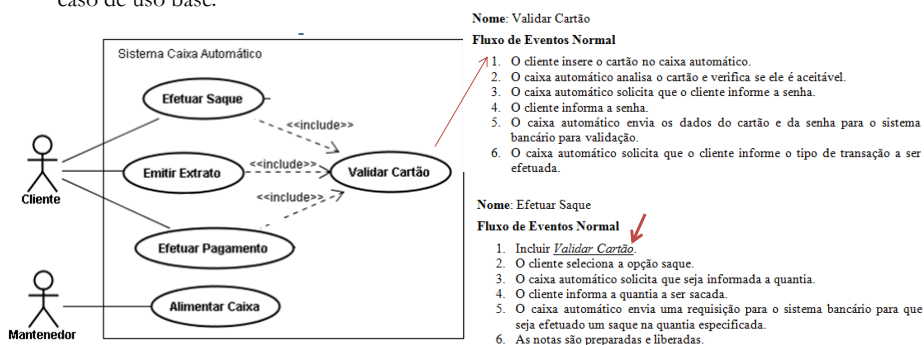 caso de uso base.
Sistema Caixa Automático
Efetuar Saque
<<include>>
Emitir Extrato
<<include>>
Validar Cartão
<<include>>
Cliente
Efetuar Pagamento
Alimentar Caixa
Mantenedor
Nome: Validar Cartão
Fluxo de Eventos Normal
1. O cliente insere o cartão no caixa automático.
2. O caixa automático analisa o cartão e verifica se ele é aceitável.
3. O caixa automático solicita que o cliente informe a senha.
4. O cliente informa a senha.
5. O caixa automático envia os dados do cartão e da senha para o sistema
bancário para validação.
6. O caixa automático solicita que o cliente informe o tipo de transação a ser
efetuada.
Nome: Efetuar Saque
Fluxo de Eventos Normal
1. Incluir Validar Cartão.
2. O cliente seleciona a opção saque.
3. O caixa automático solicita que seja informada a quantia.
4. O cliente informa a quantia a ser sacada.
5. O caixa automático envia uma requisição para o sistema bancário para que
seja efetuado um saque na quantia especificada.
6. As notas são preparadas e liberadas.